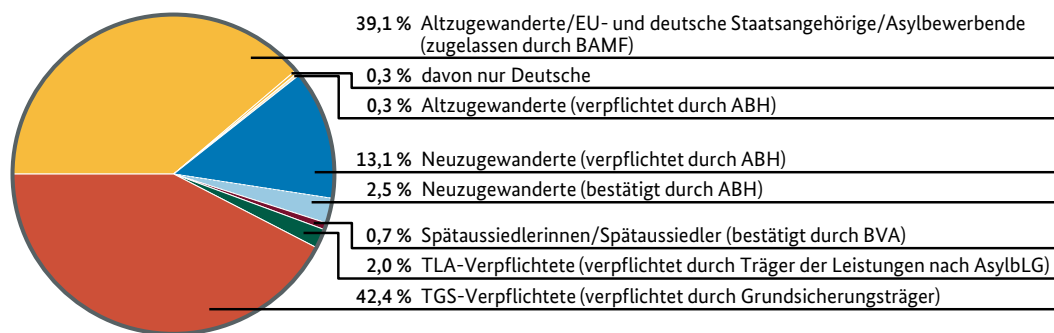 39,1 % Altzugewanderte/EU- und deutsche Staatsangehörige/Asylbewerbende
(zugelassen durch BAMF)
0,3 % davon nur Deutsche
0,3 % Altzugewanderte (verpflichtet durch ABH)
13,1 % Neuzugewanderte (verpflichtet durch ABH)
2,5 % Neuzugewanderte (bestätigt durch ABH)
0,7 % Spätaussiedlerinnen/Spätaussiedler (bestätigt durch BVA)
2,0 % TLA-Verpflichtete (verpflichtet durch Träger der Leistungen nach AsylbLG)
42,4 % TGS-Verpflichtete (verpflichtet durch Grundsicherungsträger)